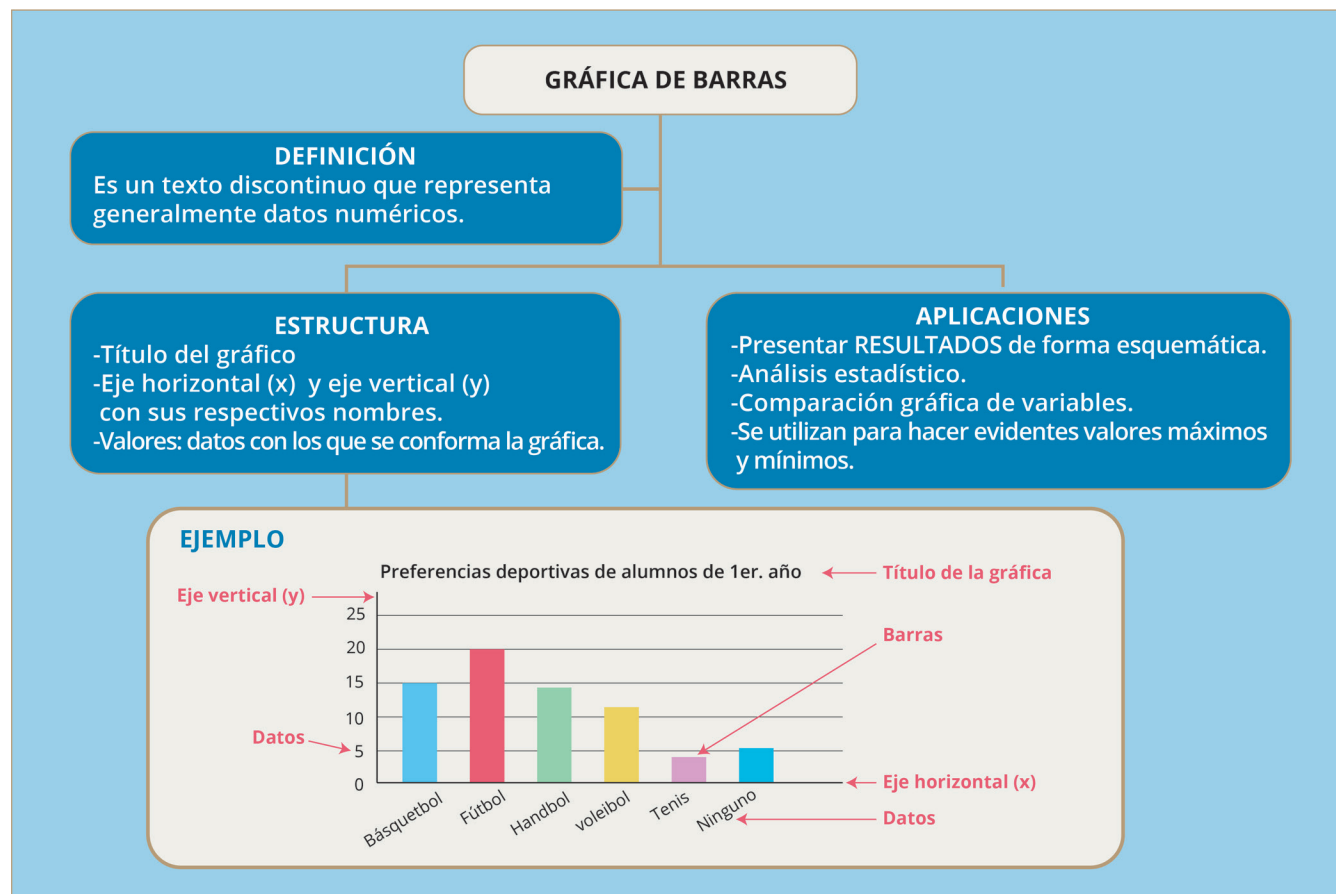 GRÁFICA DE BARRAS
DEFINICIÓN
Es un texto discontinuo que representa
generalmente datos numéricos.
ESTRUCTURA
-Título del gráfico
-Eje horizontal (x) y eje vertical (y)
con sus respectivos nombres.
-Valores: datos con los que se conforma la gráfica.
APLICACIONES
-Presentar RESULTADOS de forma esquemática.
-Análisis estadístico.
-Comparación gráfica de variables.
-Se utilizan para hacer evidentes valores máximos
y mínimos.
EJEMPLO
Preferencias deportivas de alumnos de 1er. año
Título de la gráfica
Eje vertical (y)
25
20
15
10
5
0
Barras
Datos
Eje horizontal (x)
Básquetbol
Fútbol
Handbol
voleibol
Tenis
Ninguno
Datos